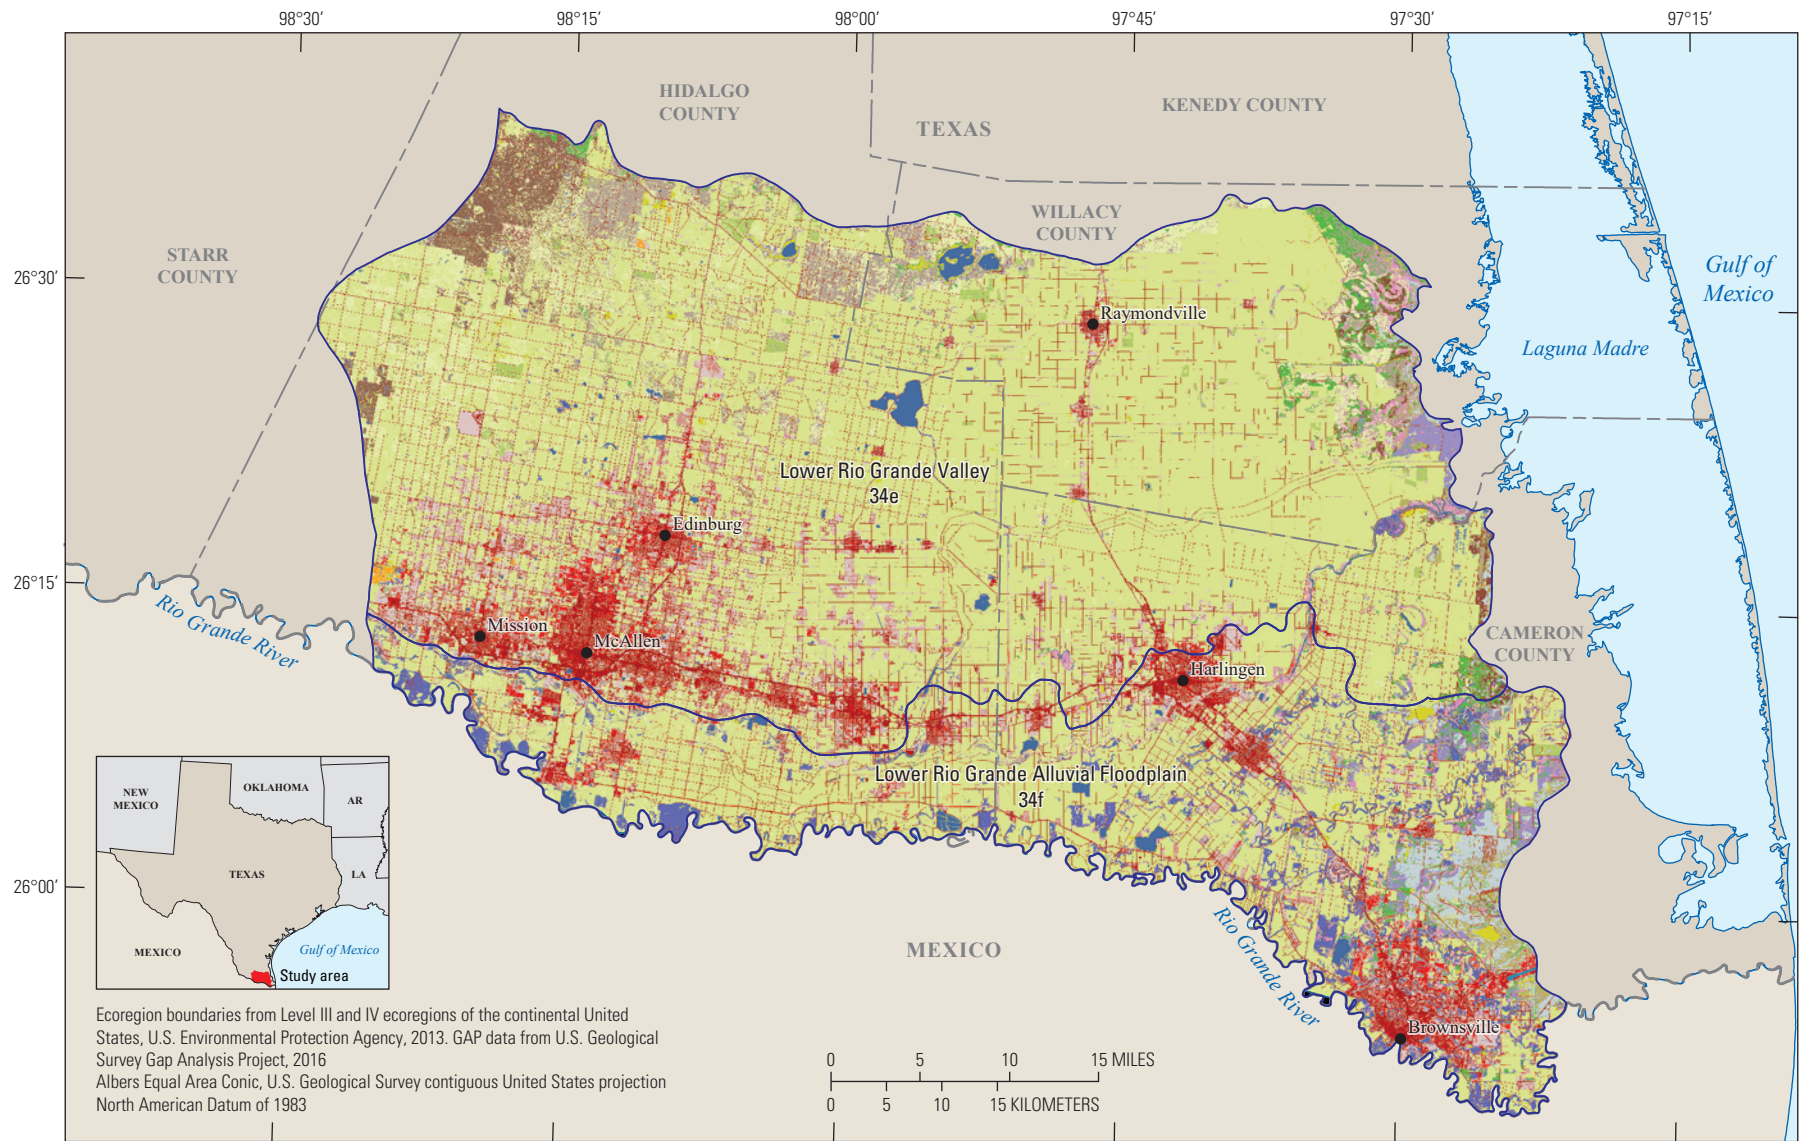 98°30'
98°15'
98°00'
97°45'
97°30'
97°15'
HIDALGO
COUNTY
TEXAS
KENEDY COUNTY
WILLACY
COUNTY
STARR
COUNTY
26°30'
Gulf of
Mexico
Raymondville
Laguna Madre
Lower Rio Grande Valley
34e
Edinburg
26°15'
Rio Grande River
Mission
McAllen
CAMERON
COUNTY
Harlingen
Lower Rio Grande Alluvial Floodplain
34f
NEW
MEXICO
OKLAHOMA
AR
TEXAS
LA
MEXICO
Gulf of Mexico
Study area
26°00'
MEXICO
Rio Grande River
Brownsville
Ecoregion boundaries from Level III and IV ecoregions of the continental United
States, U.S. Environmental Protection Agency, 2013. GAP data from U.S. Geological
Survey Gap Analysis Project, 2016
Albers Equal Area Conic, U.S. Geological Survey contiguous United States projection
North American Datum of 1983
0 5 10 15 MILES
0 5 10 15 KILOMETERS